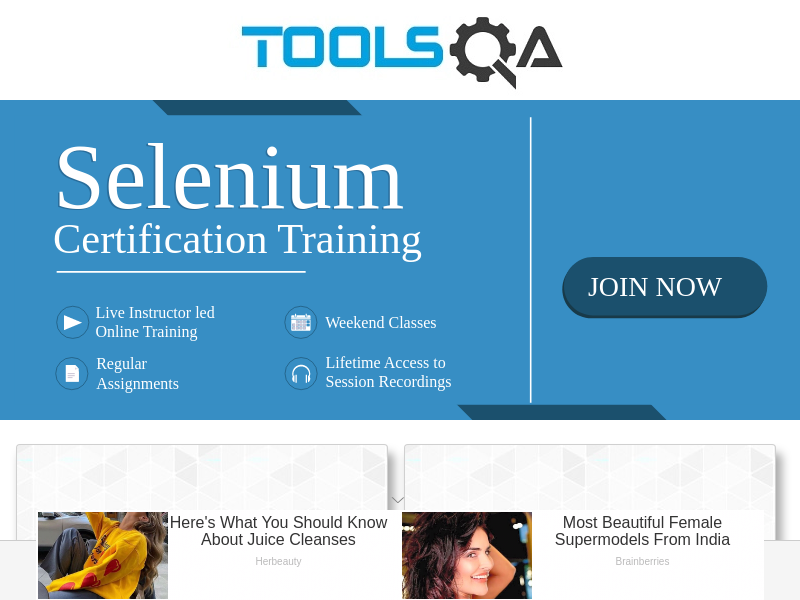 TOOLSQA
Selenium
Certification Training
JOIN NOW
Live Instructor led
Online Training
Weekend Classes
Regular
Assignments
Lifetime Access to
Session Recordings
Here's What You Should Know
About Juice Cleanses
Herbeauty
Most Beautiful Female
Supermodels From India
Brainberries